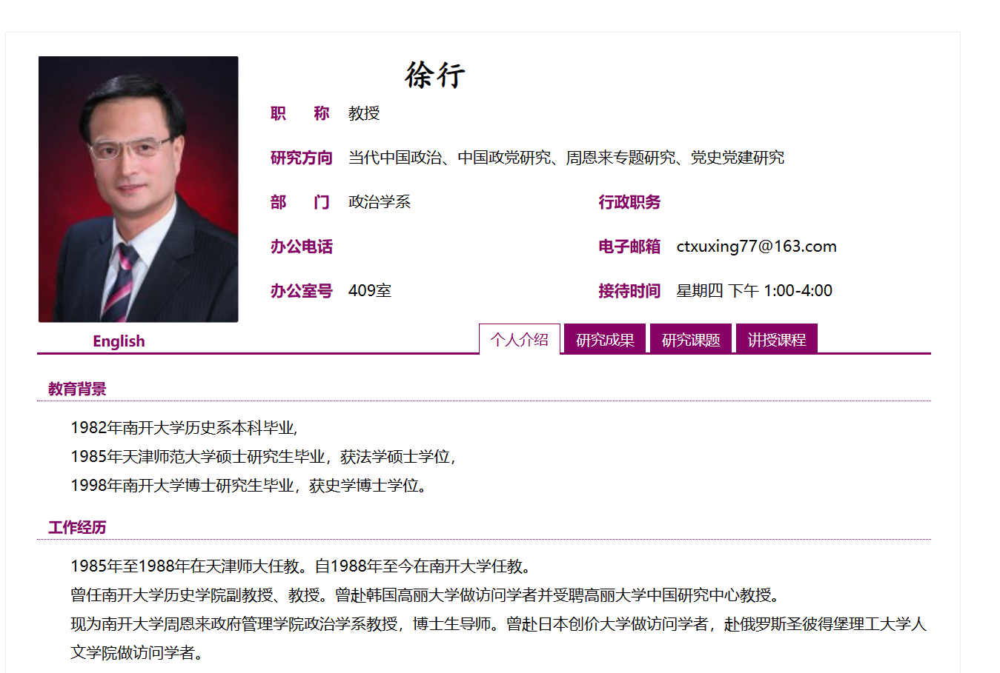 徐行
职 称 教授
研究方向 当代中国政治、中国政党研究、周恩来专题研究、党史党建研究
部 门 政治学系 行政职务
办公电话 电子邮箱 ctxuxing77@163.com
办公室号 409室 接待时间 星期四 下午 1:00-4:00
English 个人介绍 研究成果 研究课题 讲授课程
教育背景
1982年南开大学历史系本科毕业,
1985年天津师范大学硕士研究生毕业，获法学硕士学位，
1998年南开大学博士研究生毕业，获史学博士学位。
工作经历
1985年至1988年在天津师大任教。自1988年至今在南开大学任教。
曾任南开大学历史学院副教授、教授。曾赴韩国高丽大学做访问学者并受聘高丽大学中国研究中心教授。
现为南开大学周恩来政府管理学院政治学系教授，博士生导师。曾赴日本创价大学做访问学者，赴俄罗斯圣彼得堡理工大学人
文学院做访问学者。